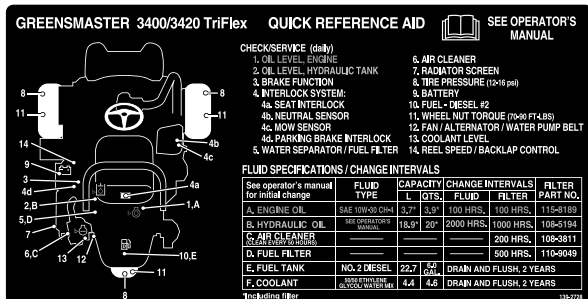 GREENSMASTER 3400/3420 TriFlex QUICK REFERENCE AID SEE OPERATOR'S MANUAL
CHECK/SERVICE (daily)
1. OIL LEVEL, ENGINE
2. OIL LEVEL, HYDRAULIC TANK
3. BRAKE FUNCTION
4. INTERLOCK SYSTEM:
4a. SEAT INTERLOCK
4b. NEUTRAL SENSOR
4c. MOW SENSOR
4d. PARKING BRAKE INTERLOCK
5. WATER SEPARATOR / FUEL FILTER
6. AIR CLEANER
7. RADIATOR SCREEN
8. TIRE PRESSURE (12-16 psi)
9. BATTERY
10. FUEL - DIESEL #2
11. WHEEL NUT TORQUE (70-90 FT-LBS)
12. FAN / ALTERNATOR / WATER PUMP BELT
13. COOLANT LEVEL
14. REEL SPEED / BACKLAP CONTROL
8
8
11
11
4b
4c
14
9
3
4d
4a
2,B
1,A
5,D
7
6,C
13
12
10,E
11
8
FLUID SPECIFICATIONS / CHANGE INTERVALS
See operator's manual for initial change FLUID TYPE CAPACITY L QTS. CHANGE INTERVALS FLUID FILTER FILTER PART NO.
A. ENGINE OIL SAE 10W-30 CH-4 3.7* 3.9* 100 HRS. 100 HRS. 115-8189
B. HYDRAULIC OIL SEE OPERATOR'S MANUAL 18.9* 20* 2000 HRS. 1000 HRS. 108-5194
C. AIR CLEANER (CLEAN EVERY 50 HOURS) 200 HRS. 108-3811
D. FUEL FILTER 500 HRS. 110-9049
E. FUEL TANK NO. 2 DIESEL 22.7 6.0 GAL. DRAIN AND FLUSH, 2 YEARS
F. COOLANT 50/50 ETHYLENE GLYCOL/ WATER MIX 4.4 4.6 DRAIN AND FLUSH, 2 YEARS
*Including filter
139-2726